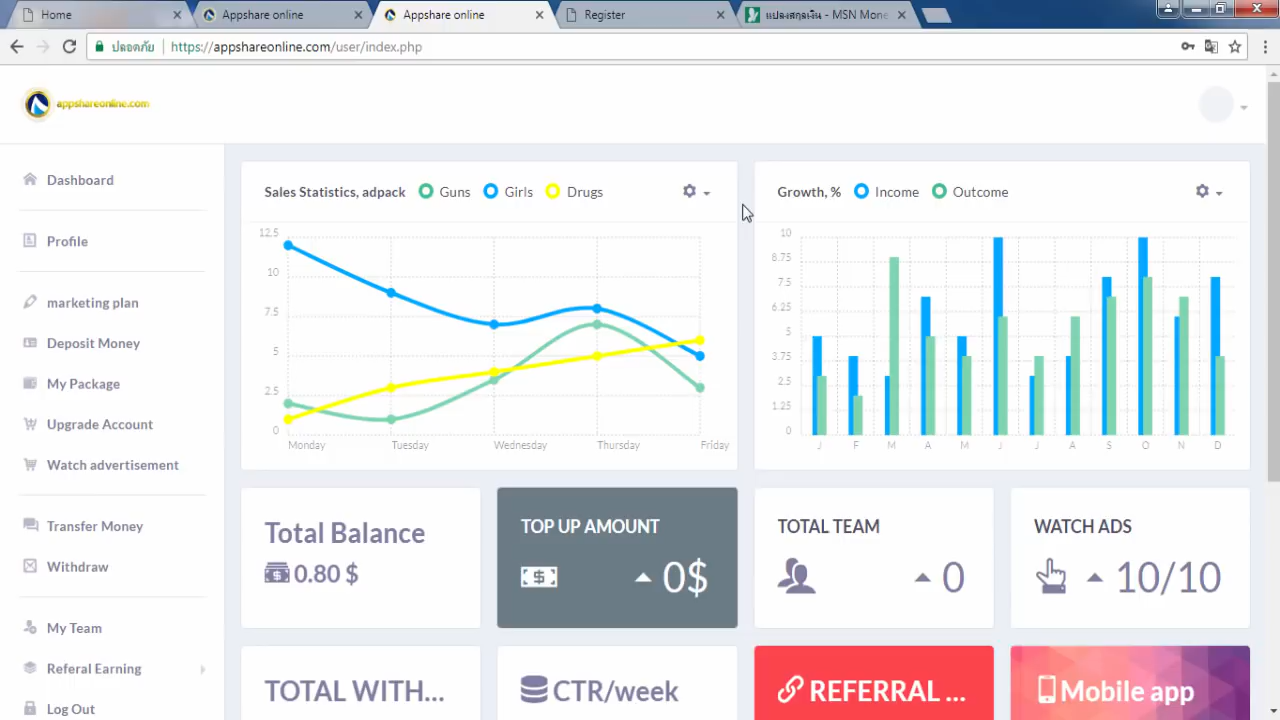 Home
Appshare online
Appshare online
Register
แปลงสกุลเงิน - MSN Mone
ปลอดภัย
https://appshareonline.com/user/index.php
appshareonline.com
Dashboard
Profile
marketing plan
Deposit Money
My Package
Upgrade Account
Watch advertisement
Transfer Money
Withdraw
My Team
Referal Earning
Log Out
Sales Statistics, adpack Guns Girls Drugs
12.5
10
7.5
5
2.5
0
Monday Tuesday Wednesday Thursday Friday
Growth, % Income Outcome
10
8.75
7.5
6.25
5
3.75
2.5
1.25
0
J F M A M J J A S O N D
Total Balance
0.80 $
TOP UP AMOUNT
0$
TOTAL TEAM
0
WATCH ADS
10/10
TOTAL WITH...
CTR/week
REFERRAL ...
Mobile app